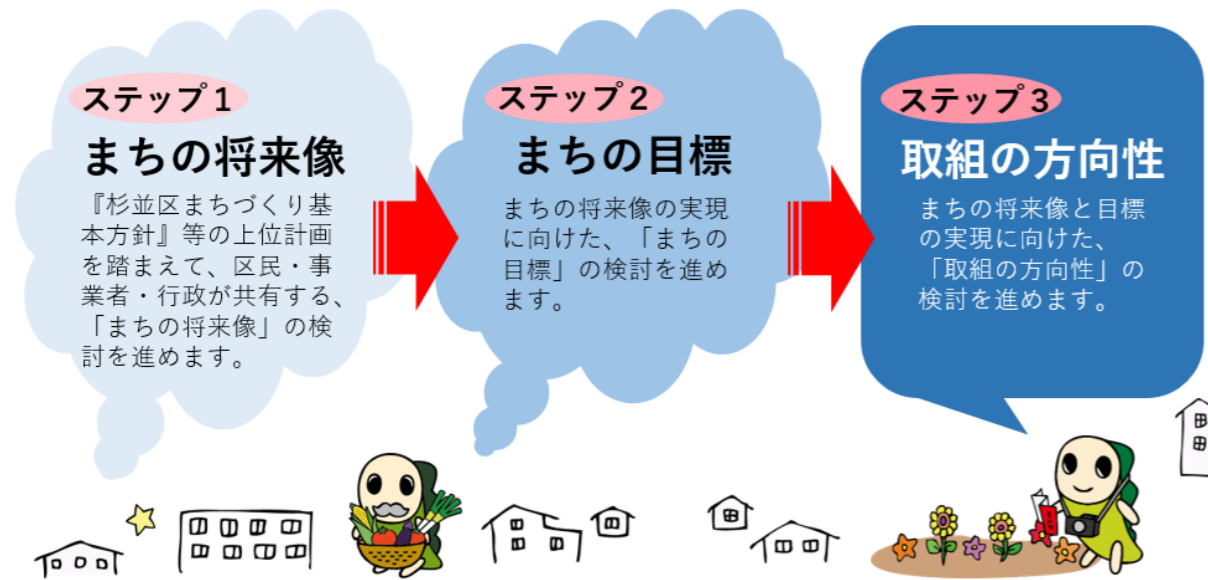 ステップ1
まちの将来像
『杉並区まちづくり基
本方針』等の上位計画
を踏まえて、区民・事
業者・行政が共有する、
「まちの将来像」の検
討を進めます。
ステップ2
まちの目標
まちの将来像の実現
に向けた、「まちの
目標」の検討を進め
ます。
ステップ3
取組の方向性
まちの将来像と目標
の実現に向けた、
「取組の方向性」の
検討を進めます。